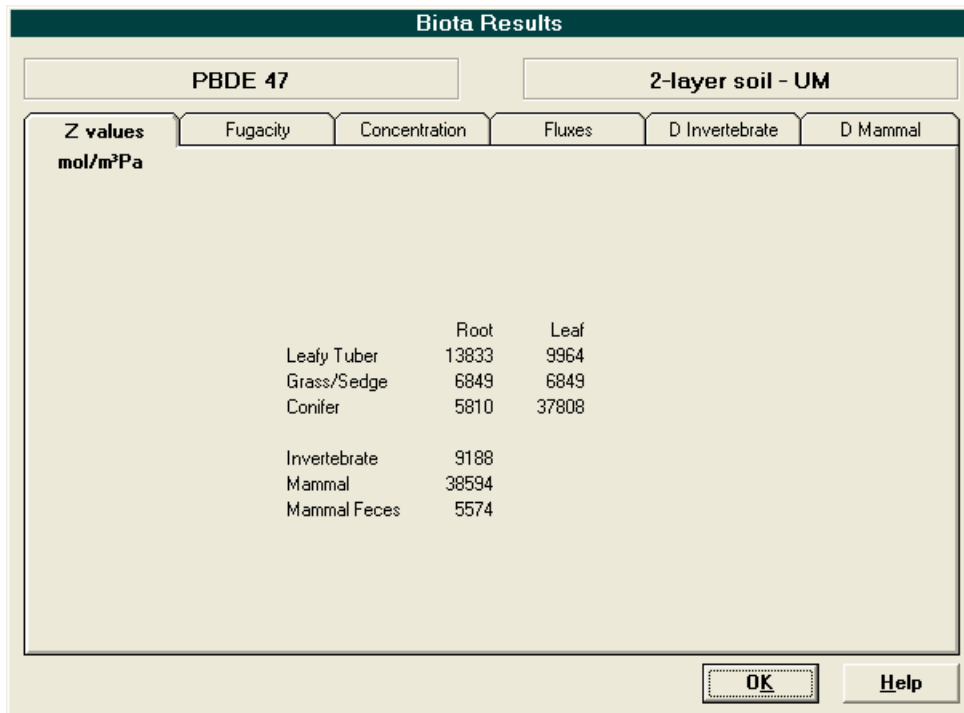 Biota Results
PBDE 47 2-layer soil - UM
Z values Fugacity Concentration Fluxes D Invertebrate D Mammal
mol/m³Pa
Root Leaf
Leafy Tuber 13833 9964
Grass/Sedge 6849 6849
Conifer 5810 37808
Invertebrate 9188
Mammal 38594
Mammal Feces 5574
OK Help